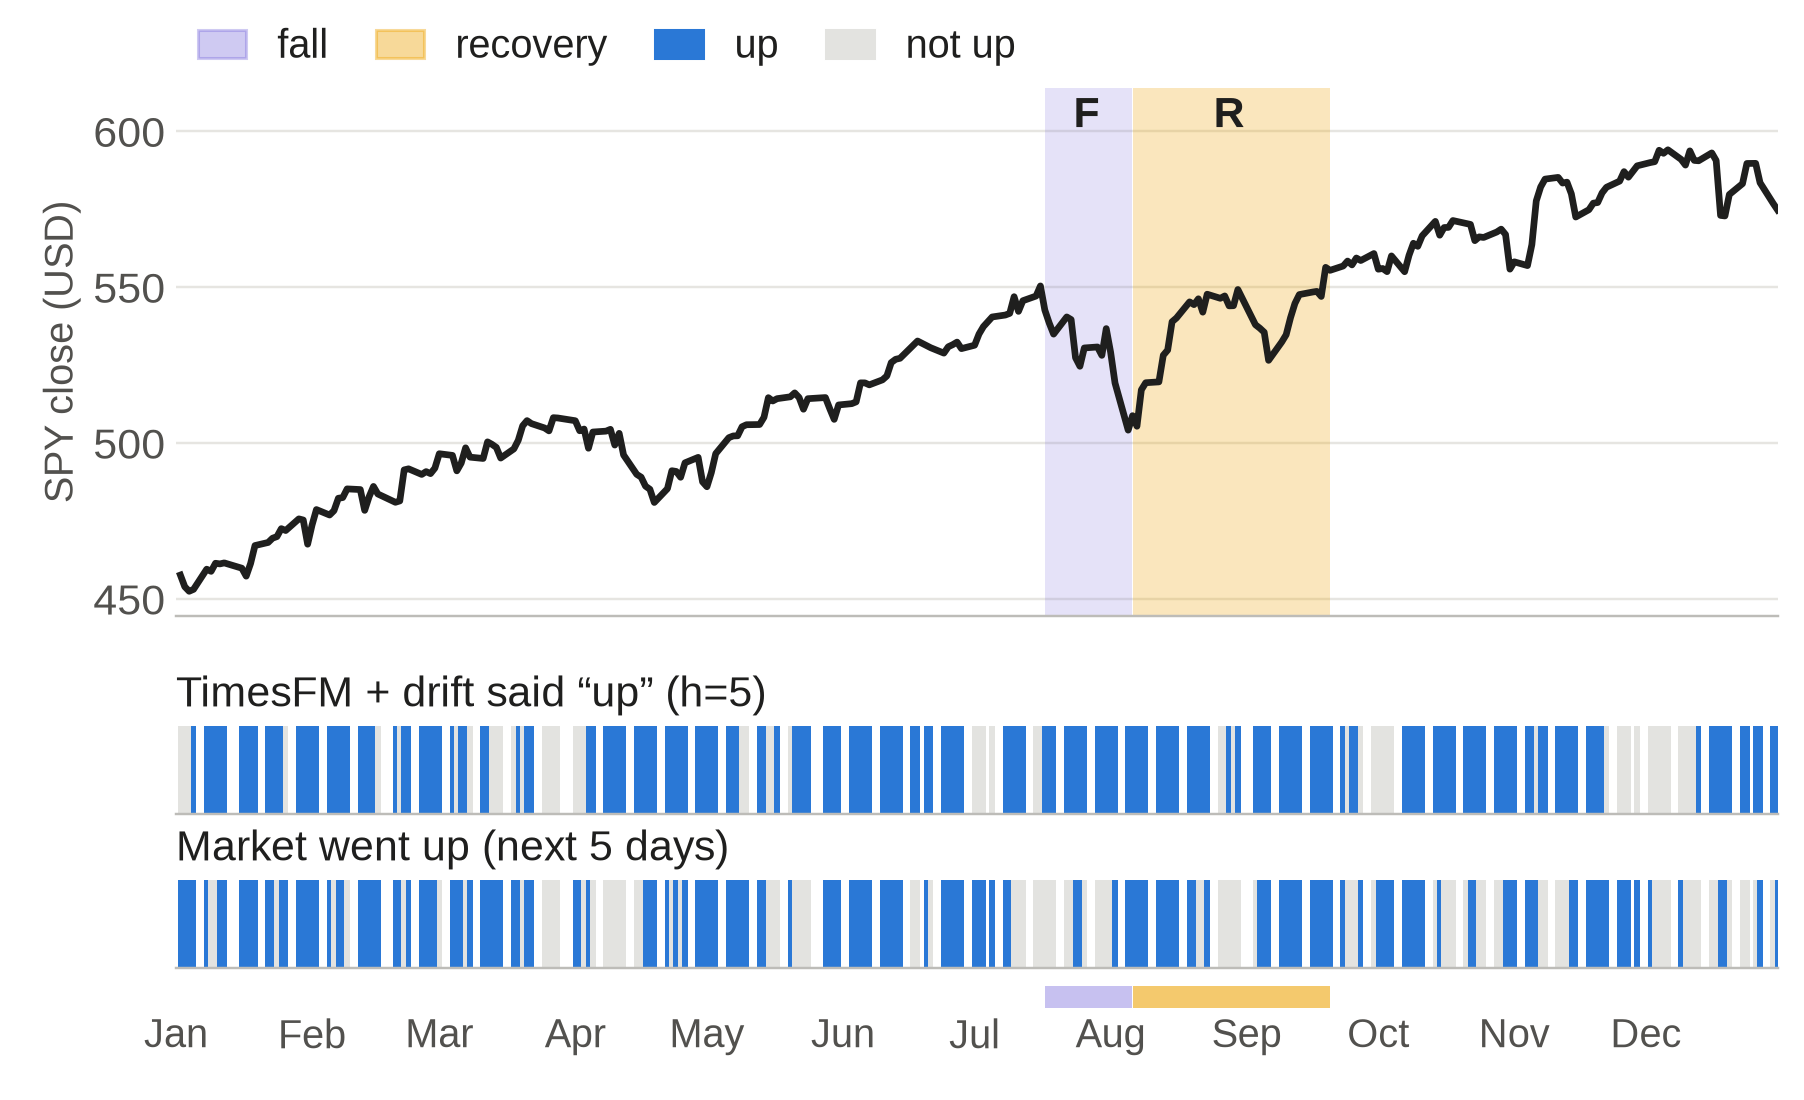 fall recovery up not up
F R
600
550
500
450
SPY close (USD)
TimesFM + drift said “up” (h=5)
Market went up (next 5 days)
Jan Feb Mar Apr May Jun Jul Aug Sep Oct Nov Dec